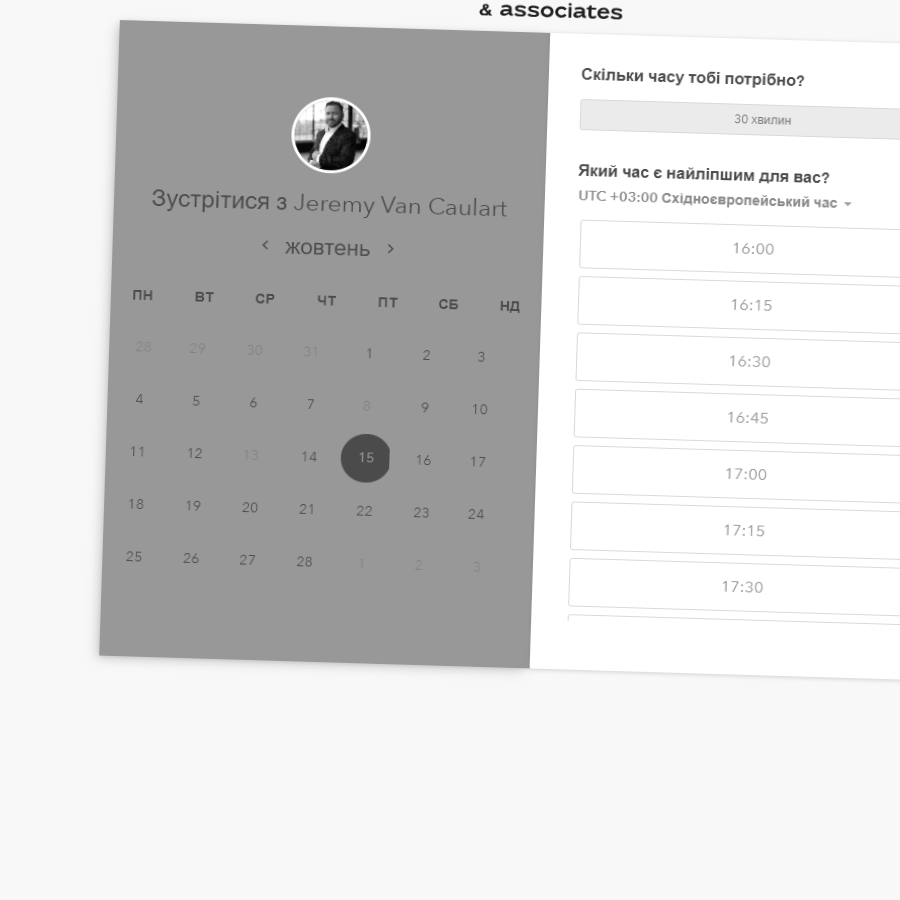 & associates
Зустрітися з Jeremy Van Caulart
жовтень
ПН ВТ СР ЧТ ПТ СБ НД
28 29 30 31 1 2 3
4 5 6 7 8 9 10
11 12 13 14 15 16 17
18 19 20 21 22 23 24
25 26 27 28 1 2 3
Скільки часу тобі потрібно?
30 хвилин
Який час є найліпшим для вас?
UTC +03:00 Східноєвропейський час
16:00
16:15
16:30
16:45
17:00
17:15
17:30